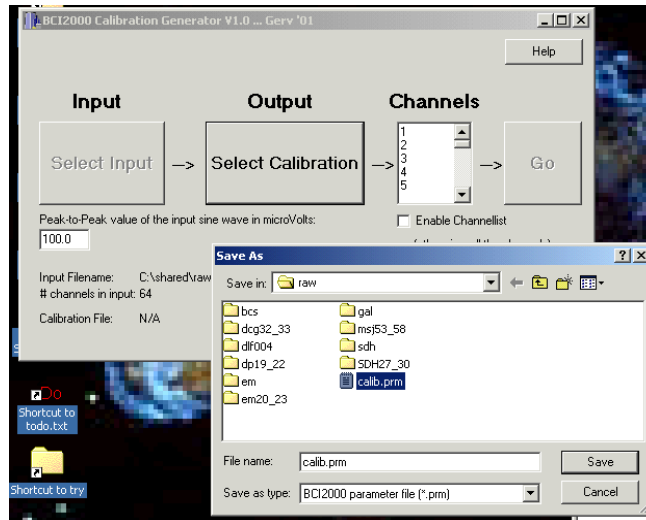 BCI2000 Calibration Generator V1.0 ... Gerv '01
Help
Input Output Channels
Select Input --> Select Calibration --> --> Go
1
2
3
4
5
Peak-to-Peak value of the input sine wave in microVolts:
Enable Channellist
100.0
Input Filename: C:\shared\raw
# channels in input: 64
Calibration File: N/A
Save As
Save in: raw
bcs gal
dcg32_33 msj53_58
dlf004 sdh
dp19_22 SDH27_30
em calib.prm
em20_23
File name: calib.prm Save
Save as type: BCI2000 parameter file (*.prm) Cancel
Do
Shortcut to
todo.txt
Shortcut to try